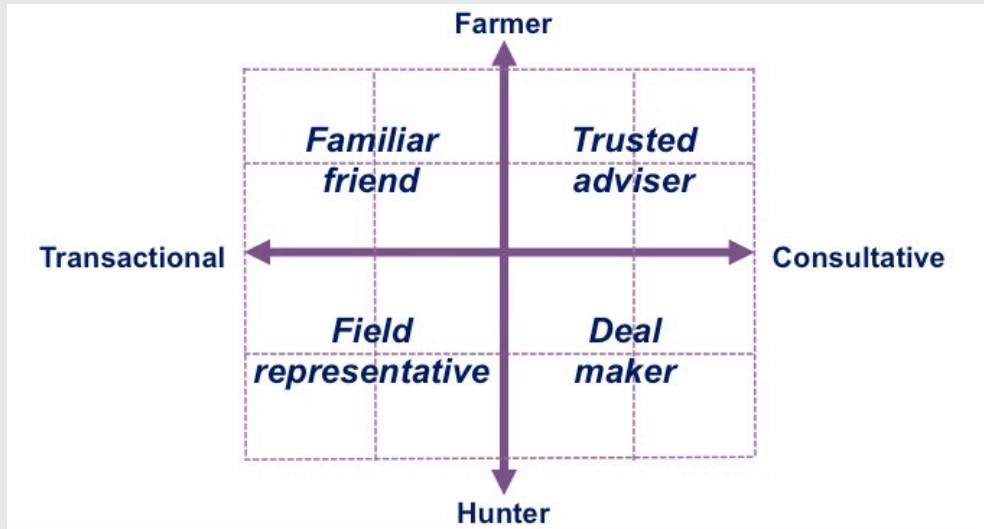 Farmer
Familiar
friend
Trusted
adviser
Transactional
Consultative
Field
representative
Deal
maker
Hunter